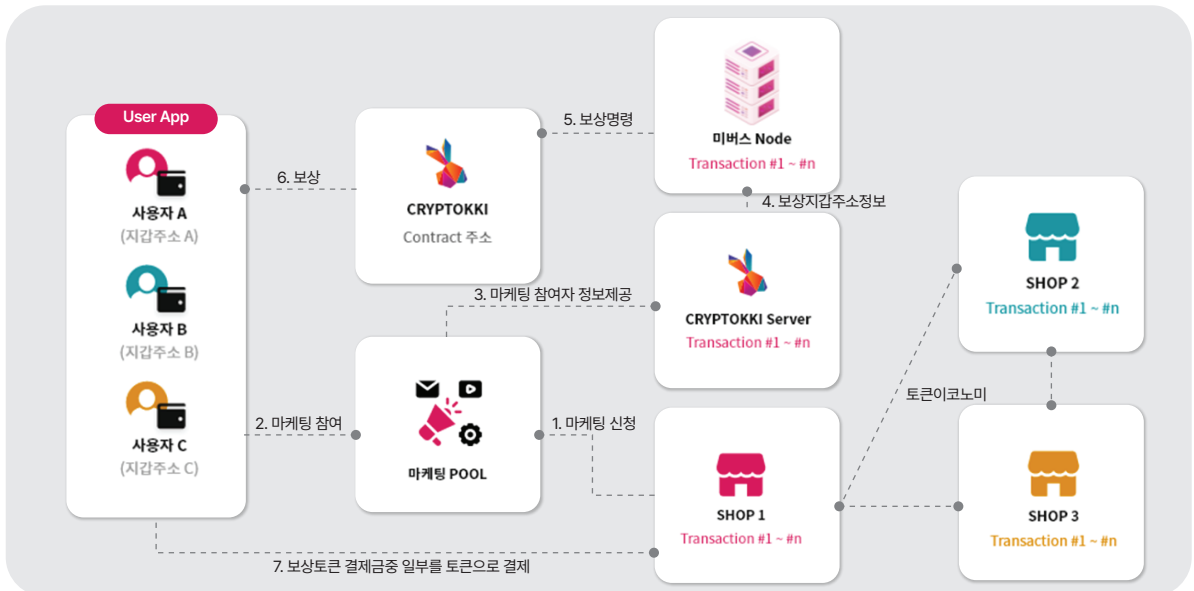 User App
사용자 A
(지갑주소 A)
사용자 B
(지갑주소 B)
사용자 C
(지갑주소 C)
6. 보상
CRYPTOKKI
Contract 주소
5. 보상명령
미버스 Node
Transaction #1 ~ #n
4. 보상지갑주소정보
3. 마케팅 참여자 정보제공
CRYPTOKKI Server
Transaction #1 ~ #n
2. 마케팅 참여
마케팅 POOL
1. 마케팅 신청
SHOP 1
Transaction #1 ~ #n
토큰이코노미
SHOP 2
Transaction #1 ~ #n
SHOP 3
Transaction #1 ~ #n
7. 보상토큰 결제금중 일부를 토큰으로 결제